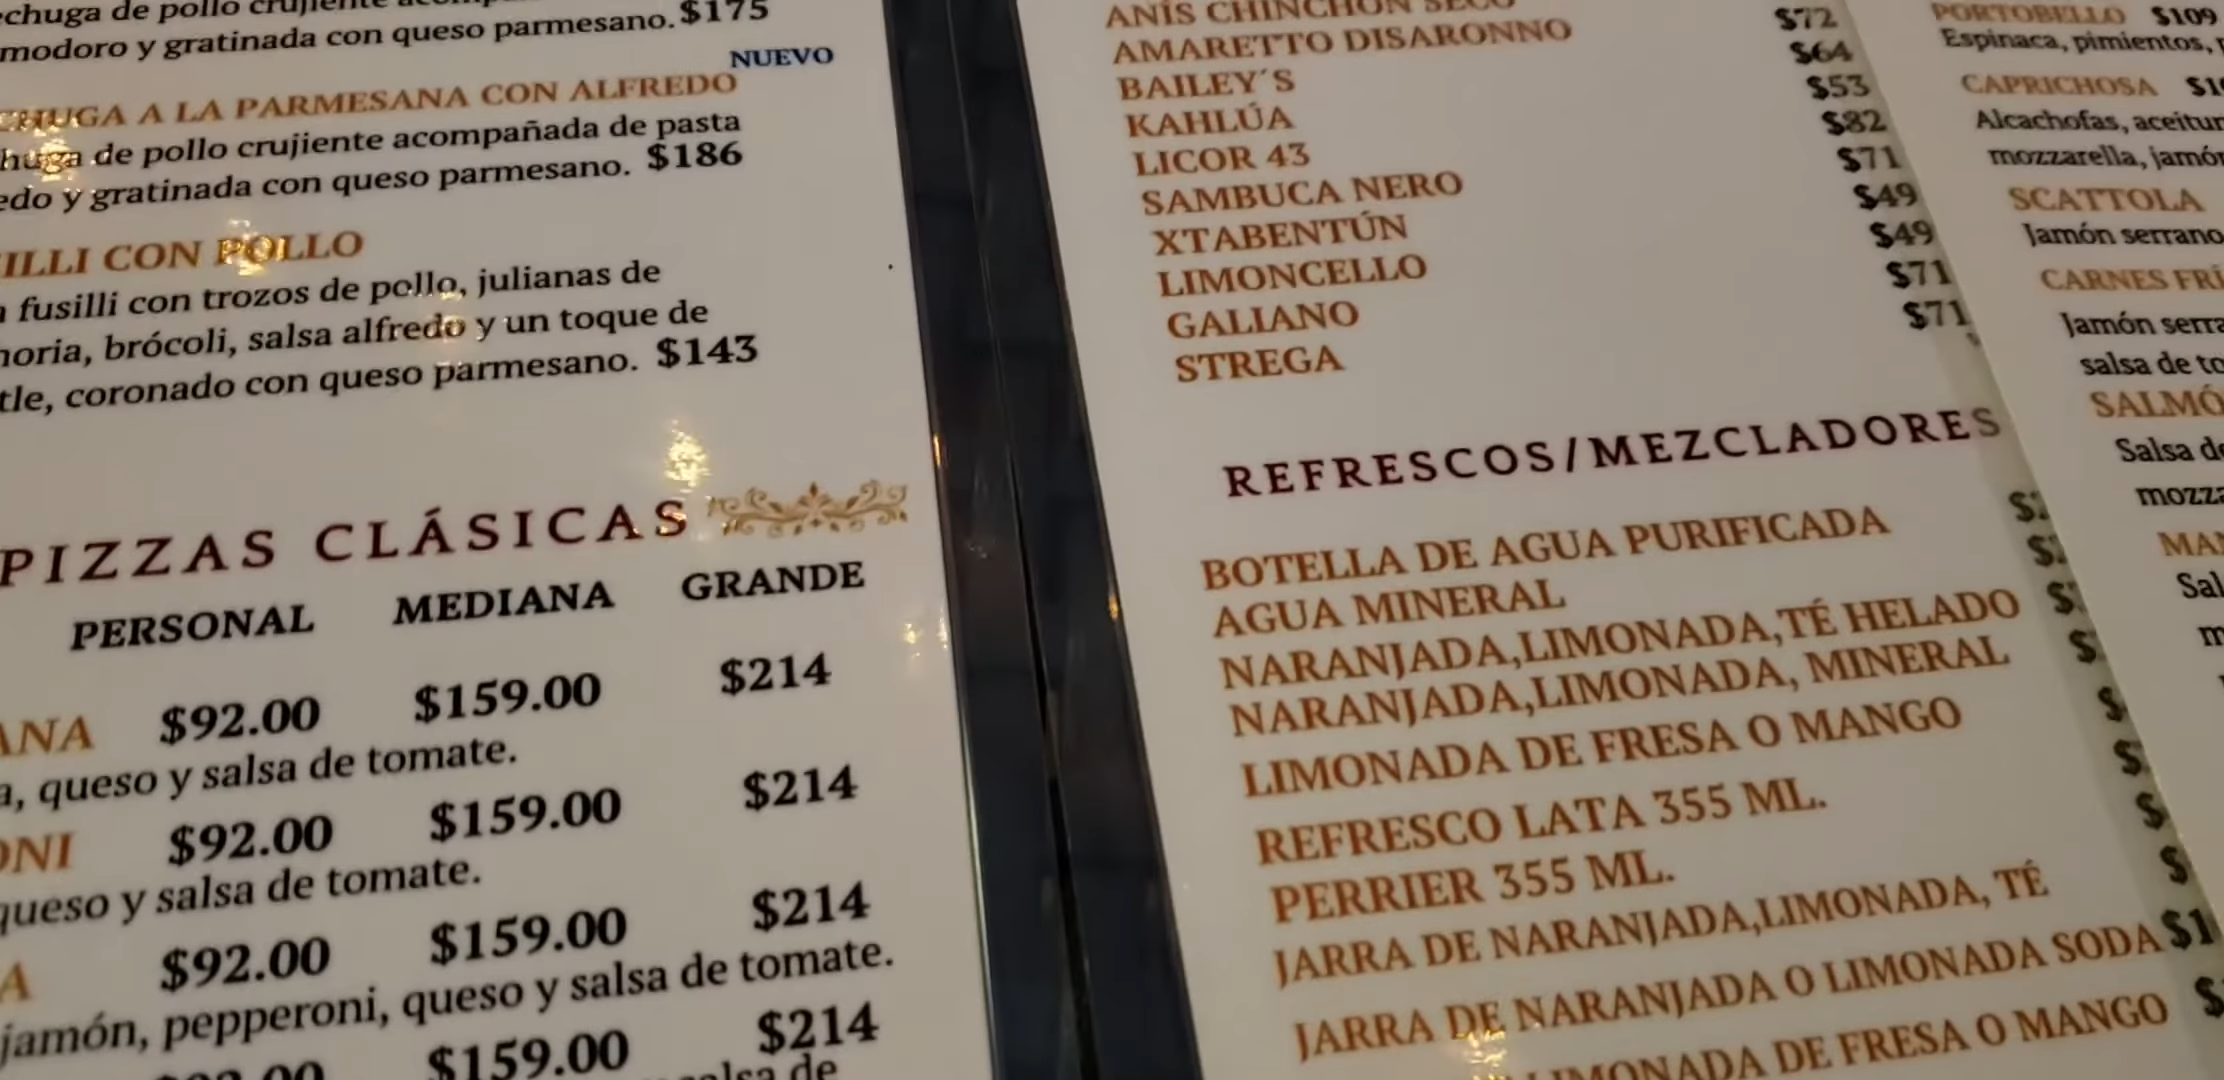 chuga de pollo crujiente
modoro y gratinada con queso parmesano. $175
NUEVO
CHUGA A LA PARMESANA CON ALFREDO
huga de pollo crujiente acompañada de pasta
edo y gratinada con queso parmesano. $186
ILLI CON POLLO
fusilli con trozos de pollo, julianas de
horia, brócoli, salsa alfredo y un toque de
tle, coronado con queso parmesano. $143
PIZZAS CLÁSICAS
PERSONAL MEDIANA GRANDE
ANA $92.00 $159.00 $214
a, queso y salsa de tomate.
ONI $92.00 $159.00 $214
queso y salsa de tomate.
A $92.00 $159.00 $214
jamón, pepperoni, queso y salsa de tomate.
$159.00 $214
salsa de
ANÍS CHINCHÓN SECO
AMARETTO DISARONNO $72
BAILEY´S $64
KAHLÚA $53
LICOR 43 $82
SAMBUCA NERO $71
XTABENTÚN $49
LIMONCELLO $49
GALIANO $71
STREGA $71
REFRESCOS/MEZCLADORES
BOTELLA DE AGUA PURIFICADA
AGUA MINERAL
NARANJADA,LIMONADA,TÉ HELADO
NARANJADA,LIMONADA, MINERAL
LIMONADA DE FRESA O MANGO
REFRESCO LATA 355 ML.
PERRIER 355 ML.
JARRA DE NARANJADA,LIMONADA, TÉ
JARRA DE NARANJADA O LIMONADA SODA $1
LIMONADA DE FRESA O MANGO
PORTOBELLO $109
Espinaca, pimientos,
CAPRICHOSA
Alcachofas, aceitun
mozzarella, jamón
SCATTOLA
Jamón serrano
CARNES FRÍ
Jamón serra
salsa de to
SALMÓ
Salsa de
mozza
MAN
Sal